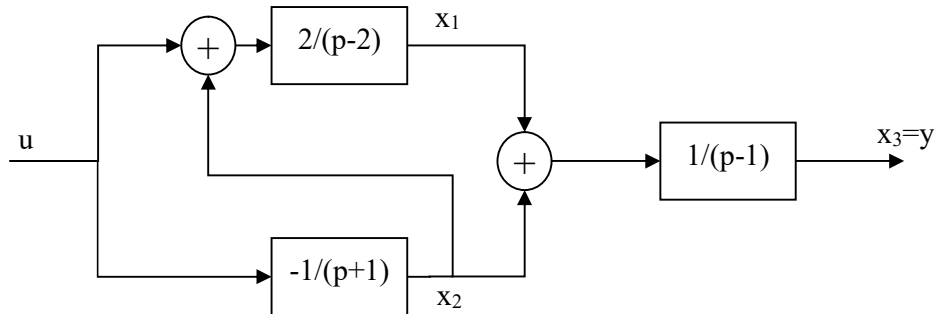 x₁
2/(p-2)
+
u
+
1/(p-1)
x₃=y
-1/(p+1)
x₂